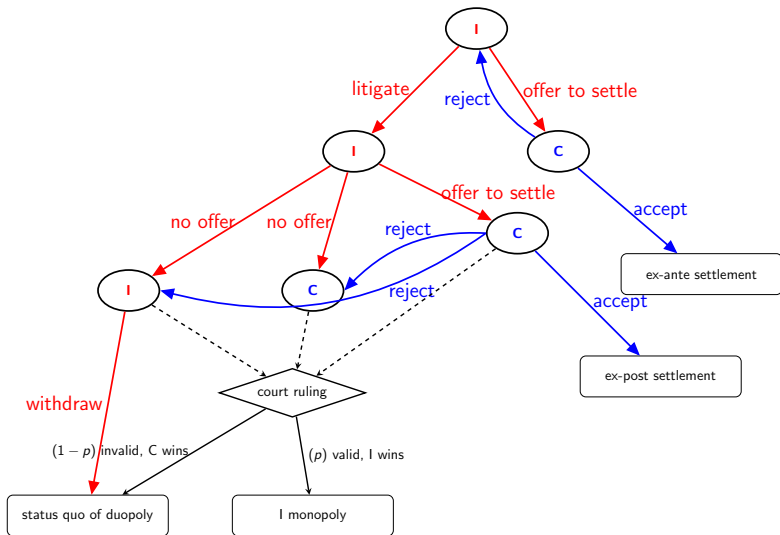 I
litigate
reject
offer to settle
I
C
no offer
no offer
offer to settle
accept
reject
C
ex-ante settlement
I
C
reject
accept
court ruling
ex-post settlement
withdraw
(1 − p) invalid, C wins
(p) valid, I wins
status quo of duopoly
I monopoly